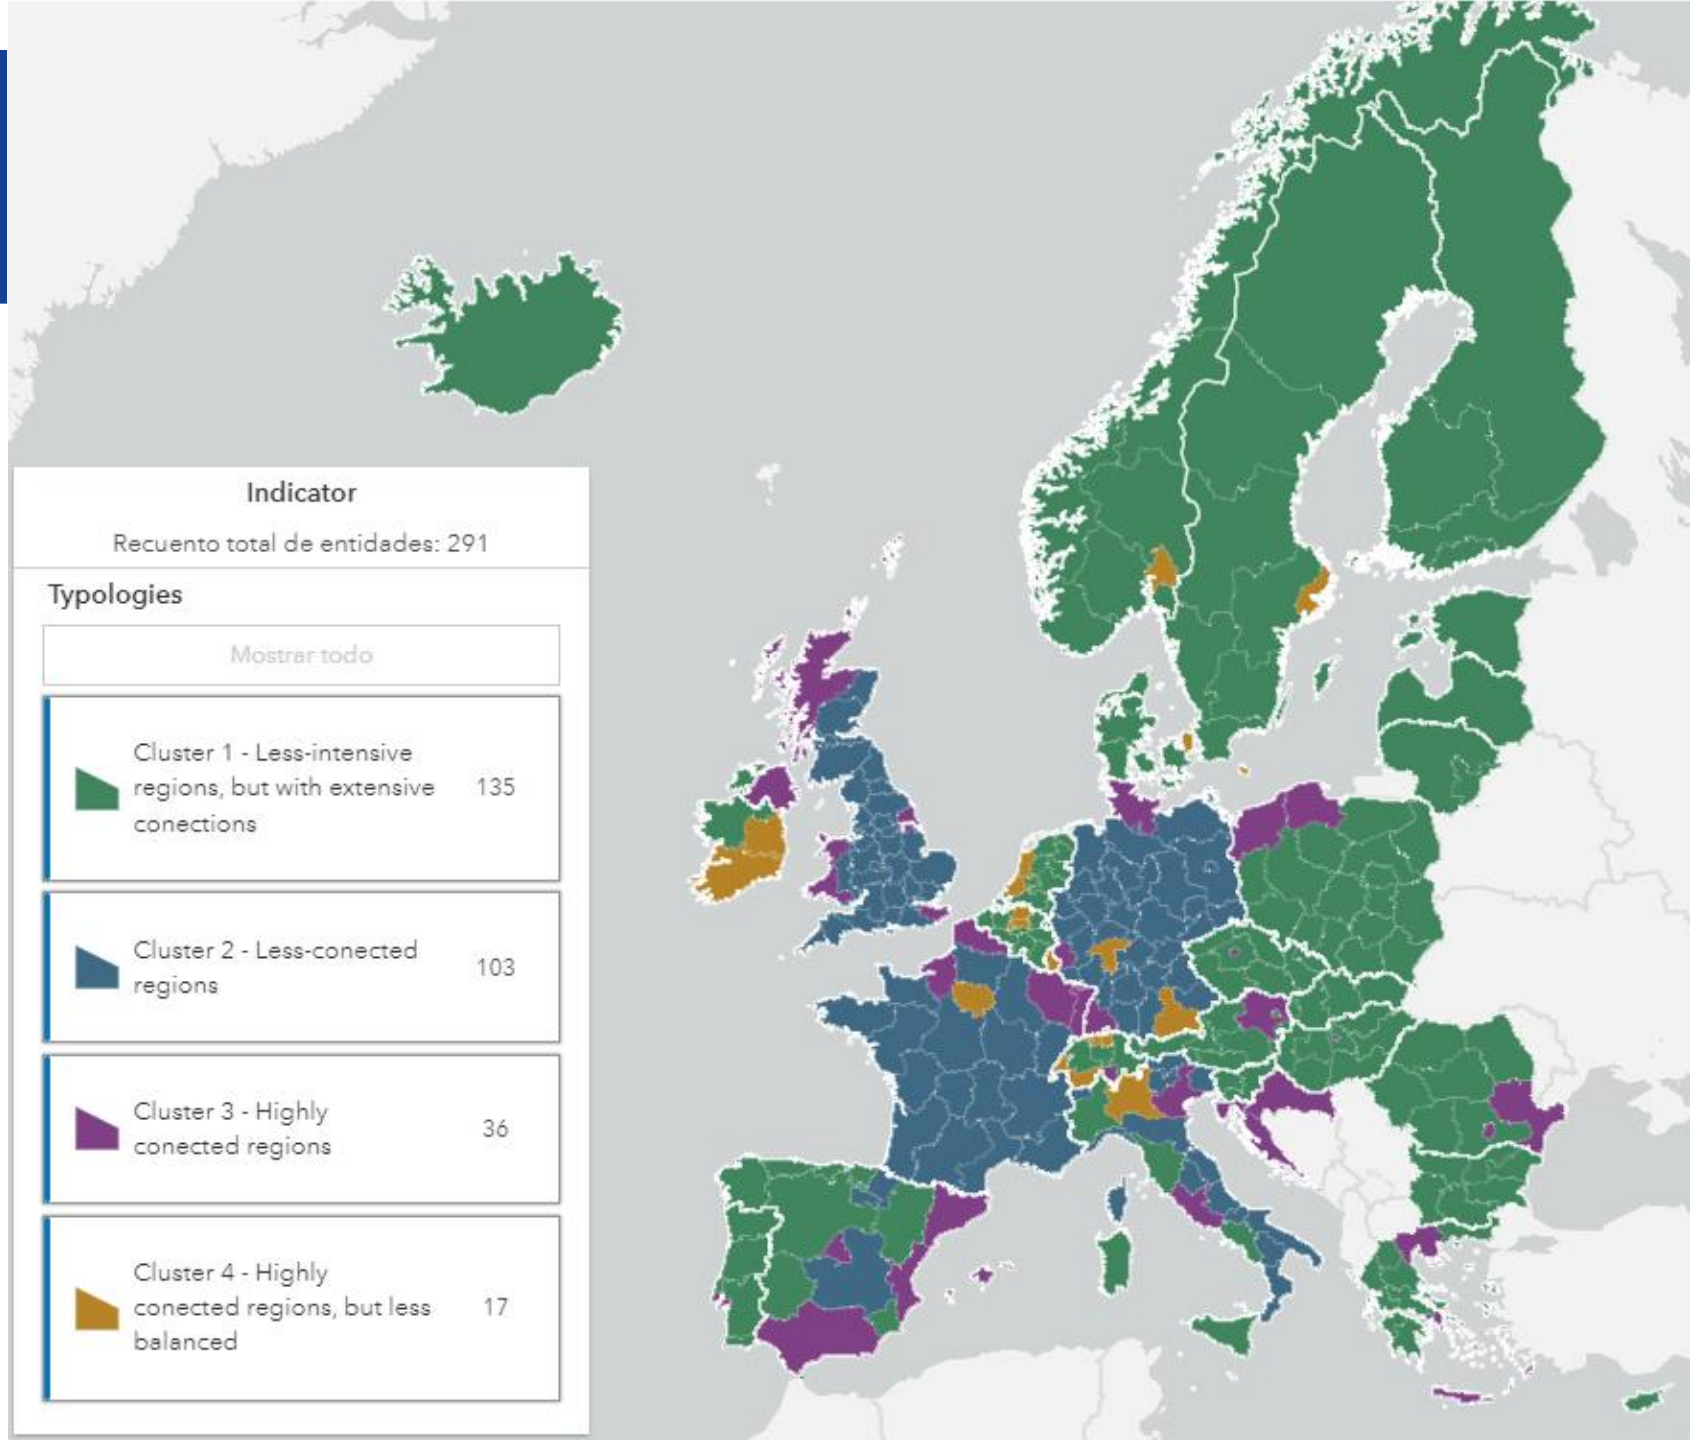 Indicator
Recuento total de entidades: 291
Typologies
Mostrar todo
Cluster 1 - Less-intensive
regions, but with extensive
conections
135
Cluster 2 - Less-conected
regions
103
Cluster 3 - Highly
conected regions
36
Cluster 4 - Highly
conected regions, but less
balanced
17